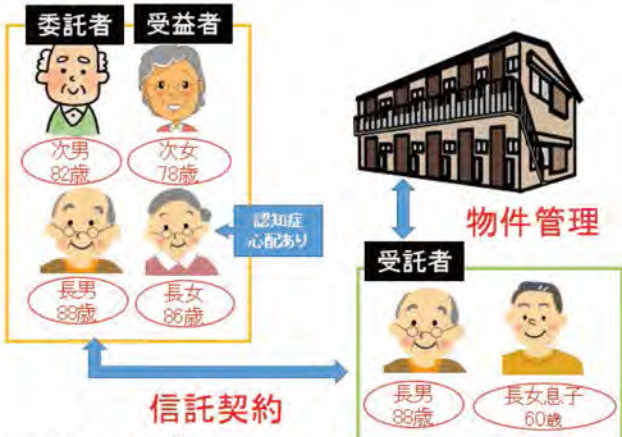 委託者 受益者
次男
82歳
次女
78歳
長男
88歳
長女
86歳
認知症
心配あり
物件管理
受託者
長男
88歳
長女息子
60歳
信託契約